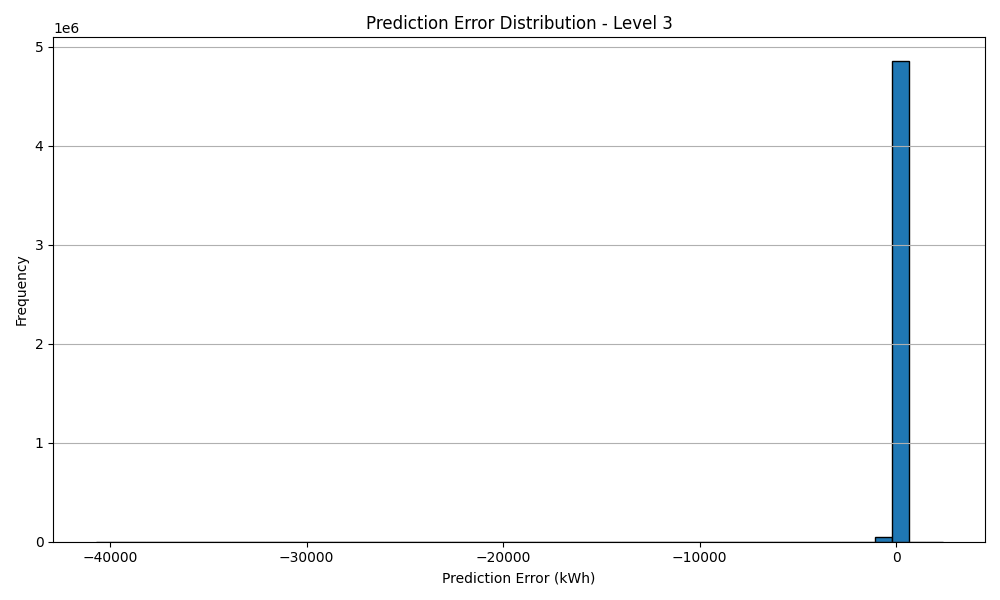 Prediction Error Distribution - Level 3
1e6
5
4
3
2
1
0
Frequency
−40000 −30000 −20000 −10000 0
Prediction Error (kWh)